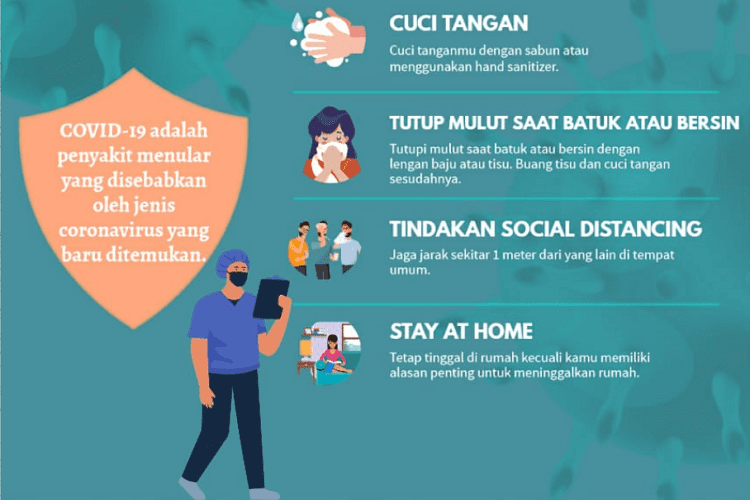 COVID-19 adalah
penyakit menular
yang disebabkan
oleh jenis
coronavirus yang
baru ditemukan.
CUCI TANGAN
Cuci tanganmu dengan sabun atau
menggunakan hand sanitizer.
TUTUP MULUT SAAT BATUK ATAU BERSIN
Tutupi mulut saat batuk atau bersin dengan
lengan baju atau tisu. Buang tisu dan cuci tangan
sesudahnya.
TINDAKAN SOCIAL DISTANCING
Jaga jarak sekitar 1 meter dari yang lain di tempat
umum.
STAY AT HOME
Tetap tinggal di rumah kecuali kamu memiliki
alasan penting untuk meninggalkan rumah.